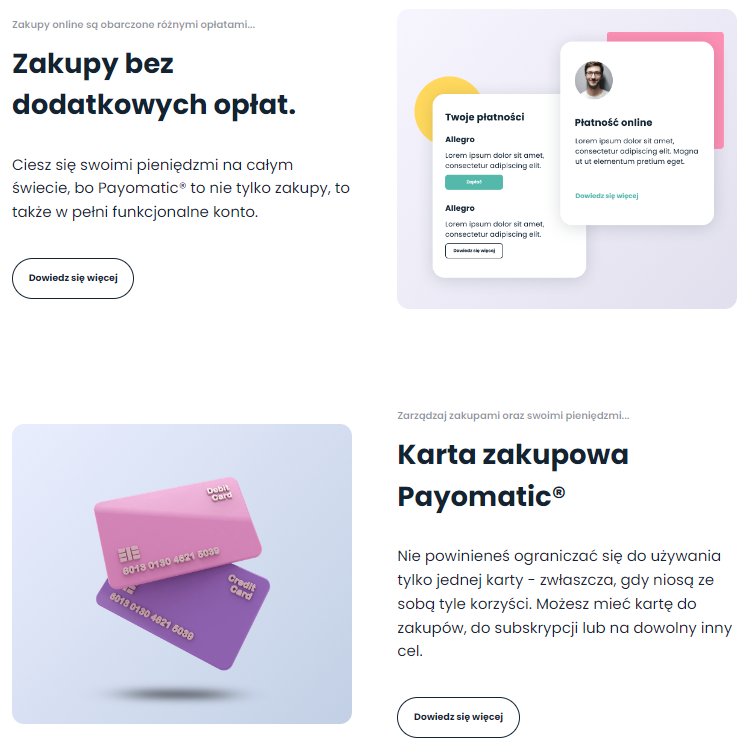 Zakupy online są obarczone różnymi opłatami...
Zakupy bez
dodatkowych opłat.
Ciesz się swoimi pieniędzmi na całym
świecie, bo Payomatic® to nie tylko zakupy, to
także w pełni funkcjonalne konto.
Dowiedz się więcej
Twoje płatności
Allegro
Lorem ipsum dolor sit amet,
consectetur adipiscing elit.
Zapłać!
Allegro
Lorem ipsum dolor sit amet,
consectetur adipiscing elit.
Dowiedz się więcej
Płatność online
Lorem ipsum dolor sit amet,
consectetur adipiscing elit. Magna
ut ut elementum pretium eget.
Dowiedz się więcej
Debit
Card
6013 0130 4621 5039
Credit
Card
6013 0130 4621 5039
Zarządzaj zakupami oraz swoimi pieniędzmi...
Karta zakupowa
Payomatic®
Nie powinieneś ograniczać się do używania
tylko jednej karty - zwłaszcza, gdy niosą ze
sobą tyle korzyści. Możesz mieć kartę do
zakupów, do subskrypcji lub na dowolny inny
cel.
Dowiedz się więcej